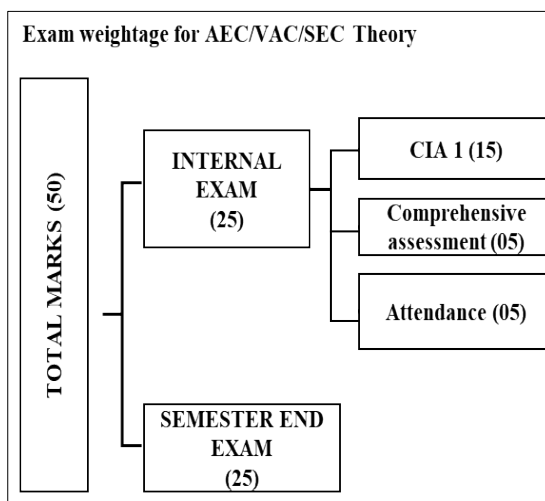 Exam weightage for AEC/VAC/SEC Theory
TOTAL MARKS (50)
INTERNAL
EXAM
(25)
CIA 1 (15)
Comprehensive
assessment (05)
Attendance (05)
SEMESTER END
EXAM
(25)